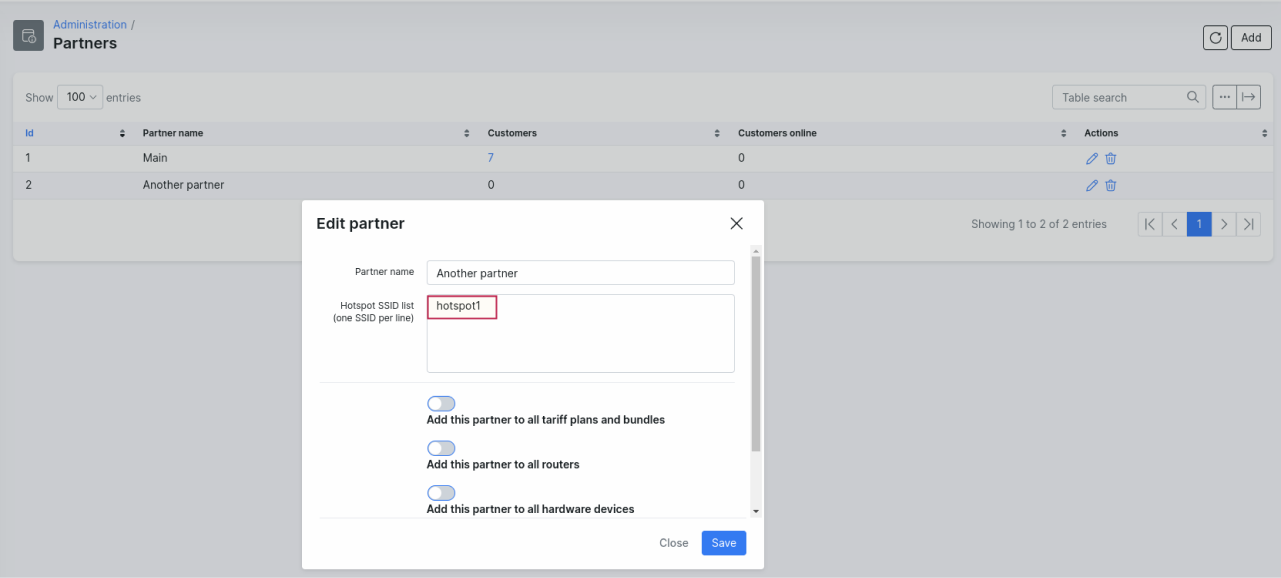 Administration /
Partners
Add
Show 100 entries
Table search
Id Partner name Customers Customers online Actions
1 Main 7 0
2 Another partner 0 0
Showing 1 to 2 of 2 entries
1
Edit partner
Partner name Another partner
Hotspot SSID list
(one SSID per line)
hotspot1
Add this partner to all tariff plans and bundles
Add this partner to all routers
Add this partner to all hardware devices
Close Save